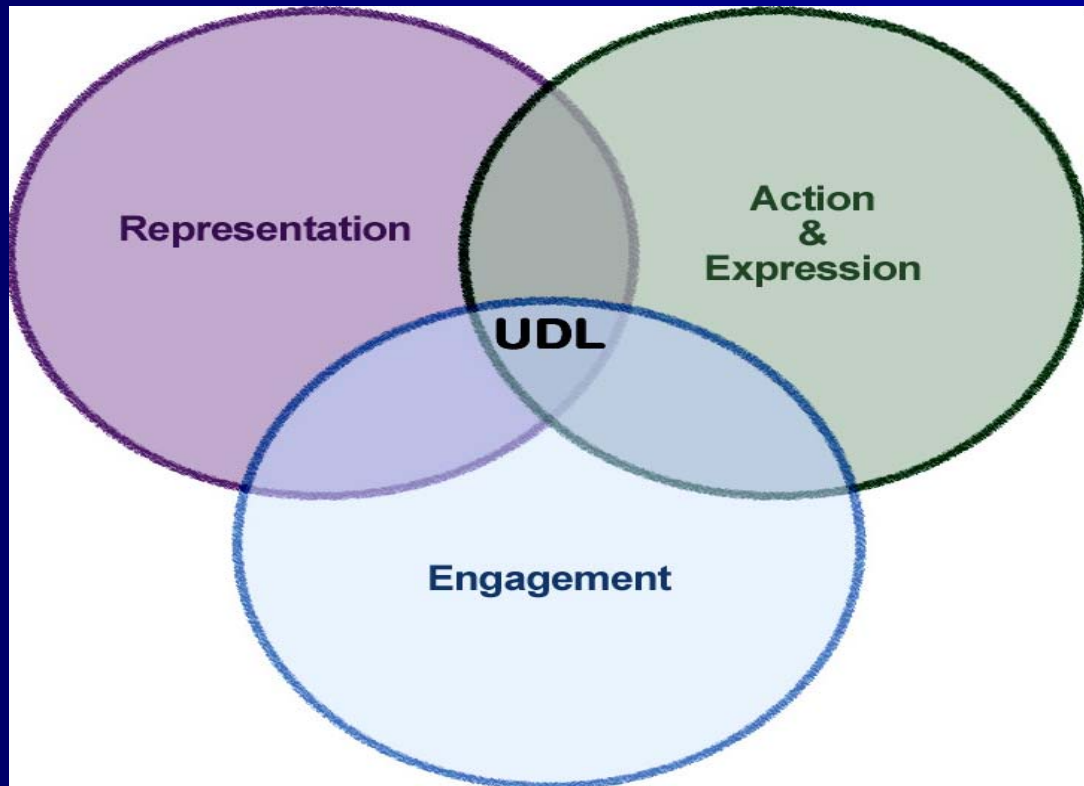 Representation
Action
&
Expression
UDL
Engagement